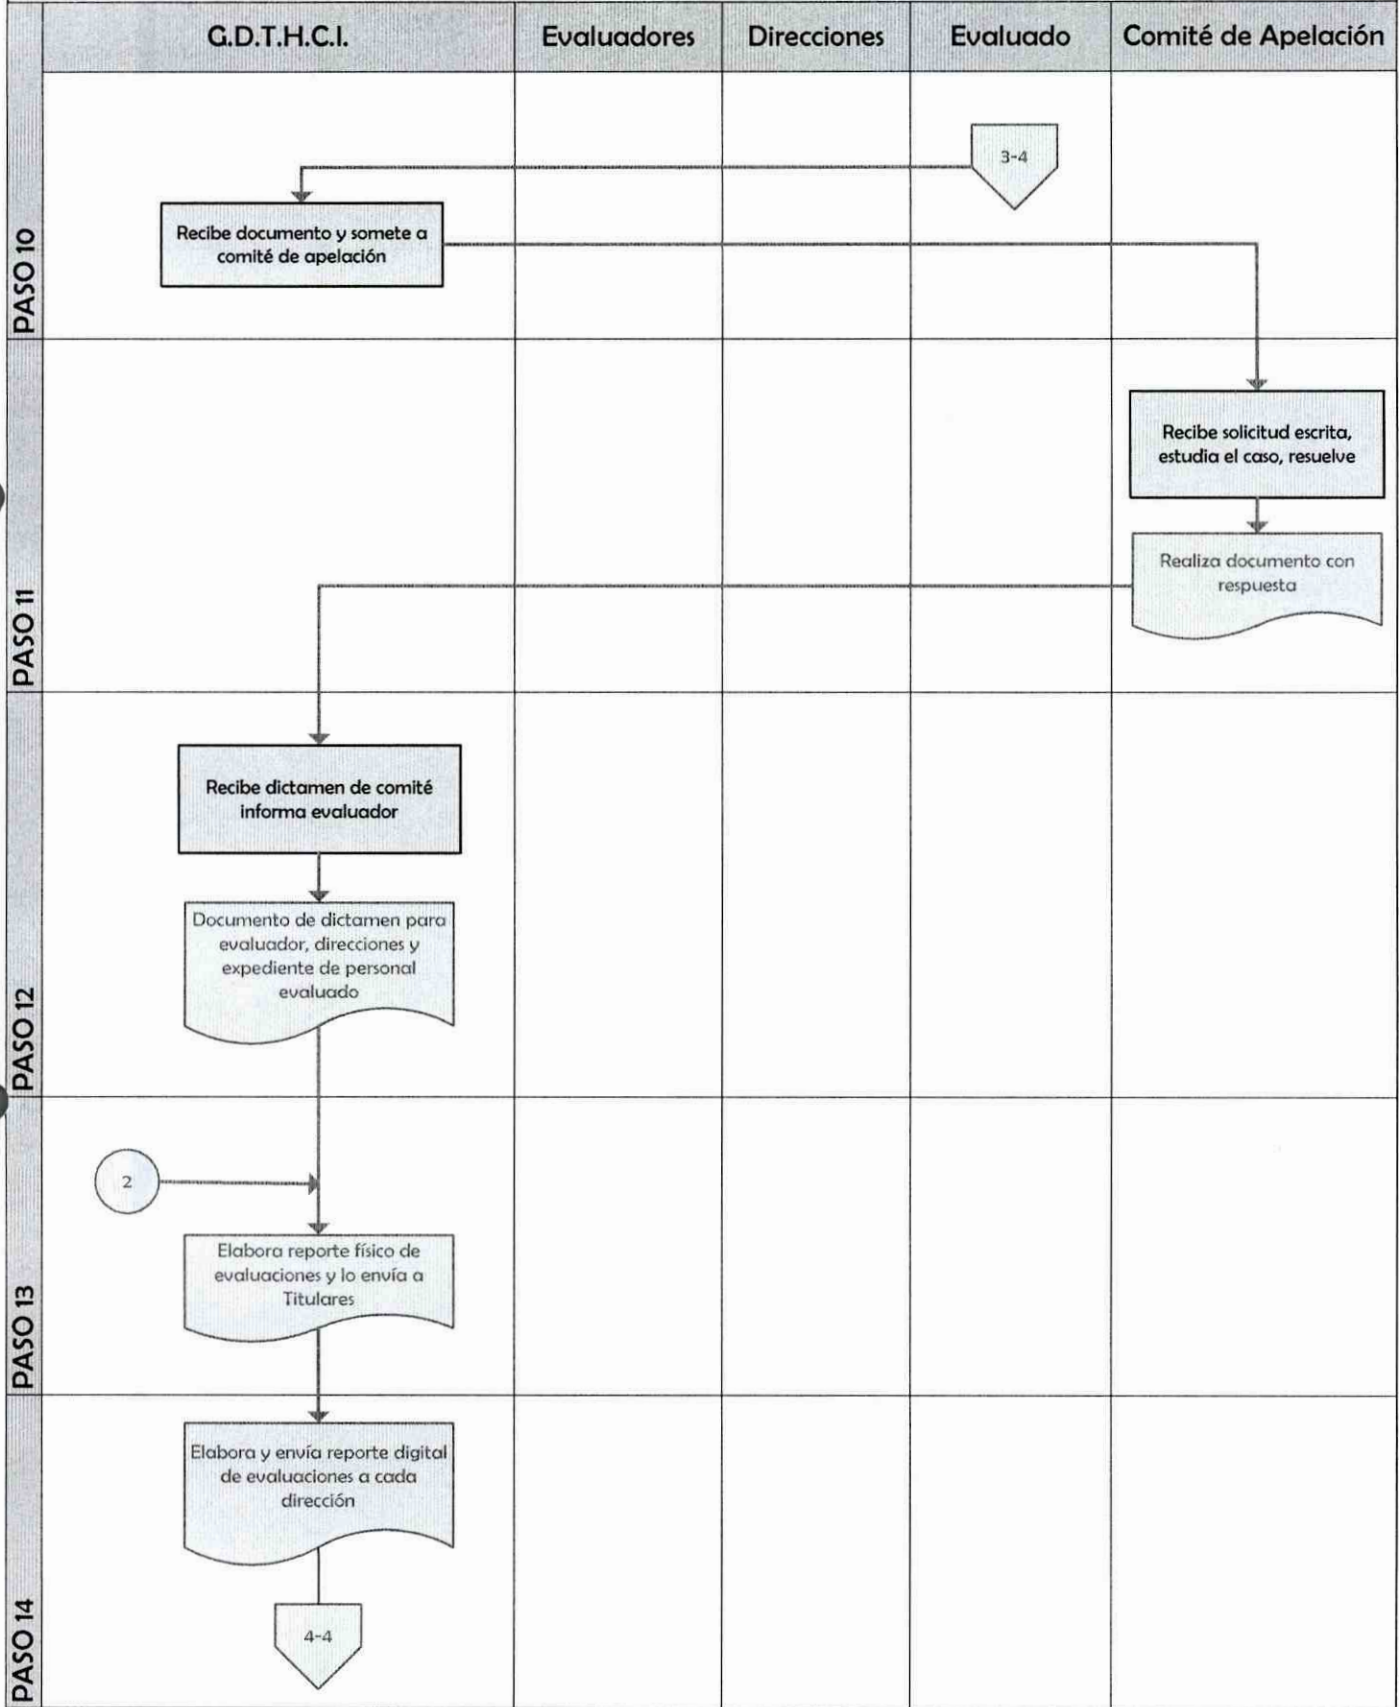 G.D.T.H.C.I.
Evaluadores
Direcciones
Evaluado
Comité de Apelación
PASO 10
3-4
Recibe documento y somete a
comité de apelación
PASO 11
Recibe solicitud escrita,
estudia el caso, resuelve
Realiza documento con
respuesta
PASO 12
Recibe dictamen de comité
informa evaluador
Documento de dictamen para
evaluador, direcciones y
expediente de personal
evaluado
PASO 13
2
Elabora reporte físico de
evaluaciones y lo envía a
Titulares
PASO 14
Elabora y envía reporte digital
de evaluaciones a cada
dirección
4-4